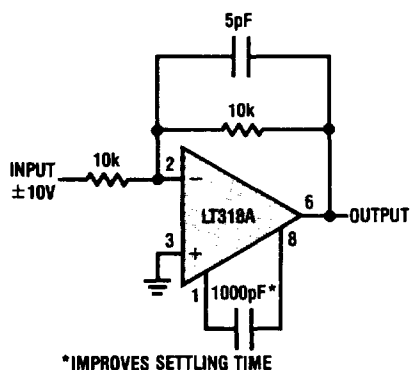 5pF
10k
INPUT
±10V
10k
2
−
LT318A
6
OUTPUT
3
+
8
1
1000pF*
*IMPROVES SETTLING TIME